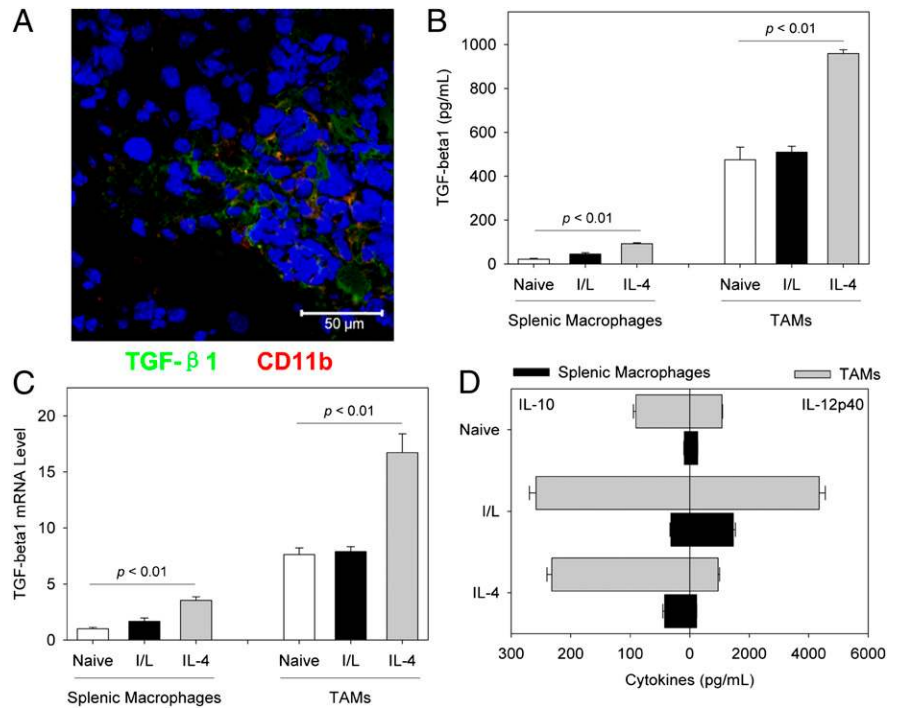 A
50 μm
TGF-β1 CD11b
B
TGF-beta1 (pg/mL)
1000
800
600
400
200
0
p < 0.01
p < 0.01
Naive I/L IL-4 Naive I/L IL-4
Splenic Macrophages TAMs
C
TGF-beta1 mRNA Level
20
15
10
5
0
p < 0.01
p < 0.01
Naive I/L IL-4 Naive I/L IL-4
Splenic Macrophages TAMs
D
Splenic Macrophages TAMs
IL-10 IL-12p40
Naive
I/L
IL-4
300 200 100 0 2000 4000 6000
Cytokines (pg/mL)